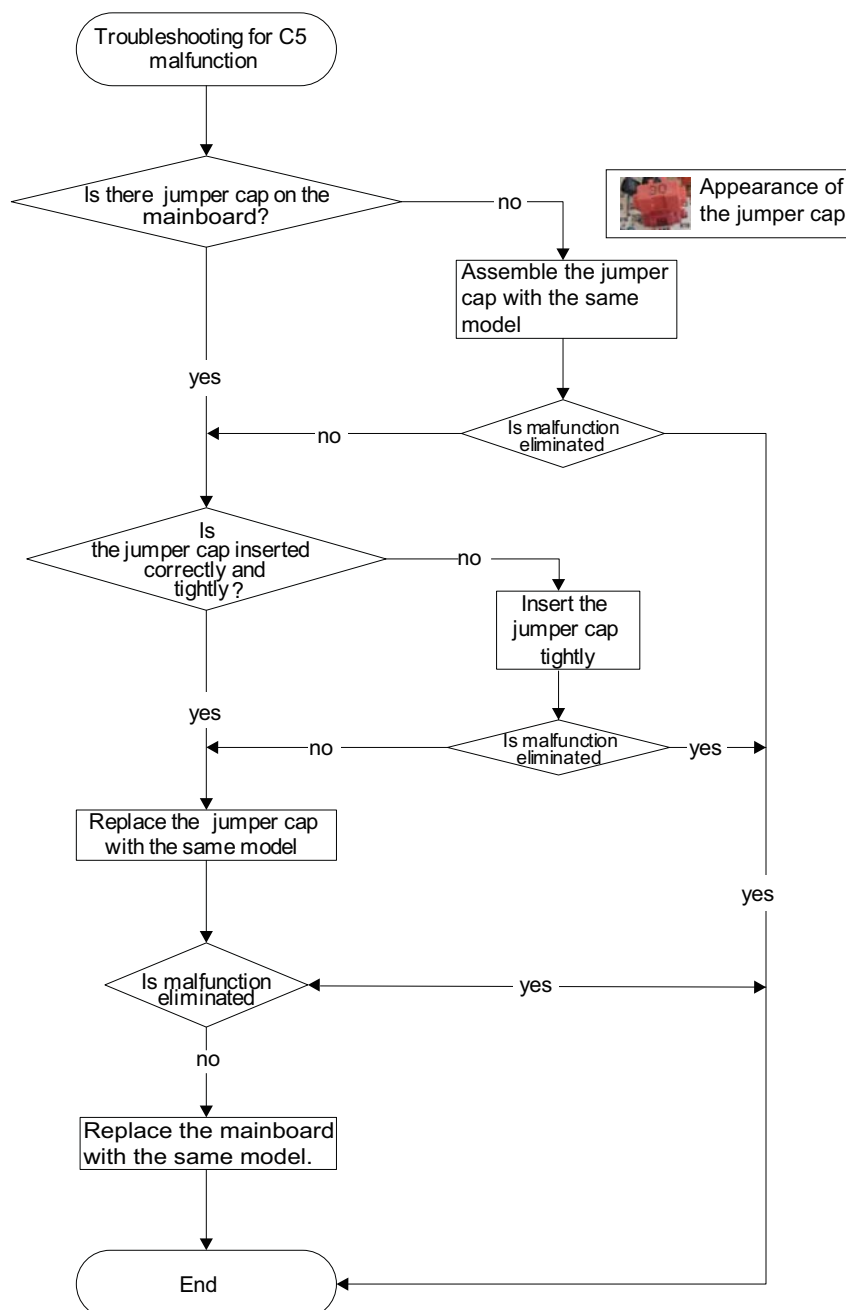 Troubleshooting for C5
malfunction
Is there jumper cap on the
mainboard?
no
Appearance of
the jumper cap
Assemble the jumper
cap with the same
model
yes
Is malfunction
eliminated
no
Is
the jumper cap inserted
correctly and
tightly?
no
Insert the
jumper cap
tightly
yes
Is malfunction
eliminated
no
yes
Replace the jumper cap
with the same model
yes
Is malfunction
eliminated
yes
no
Replace the mainboard
with the same model.
End